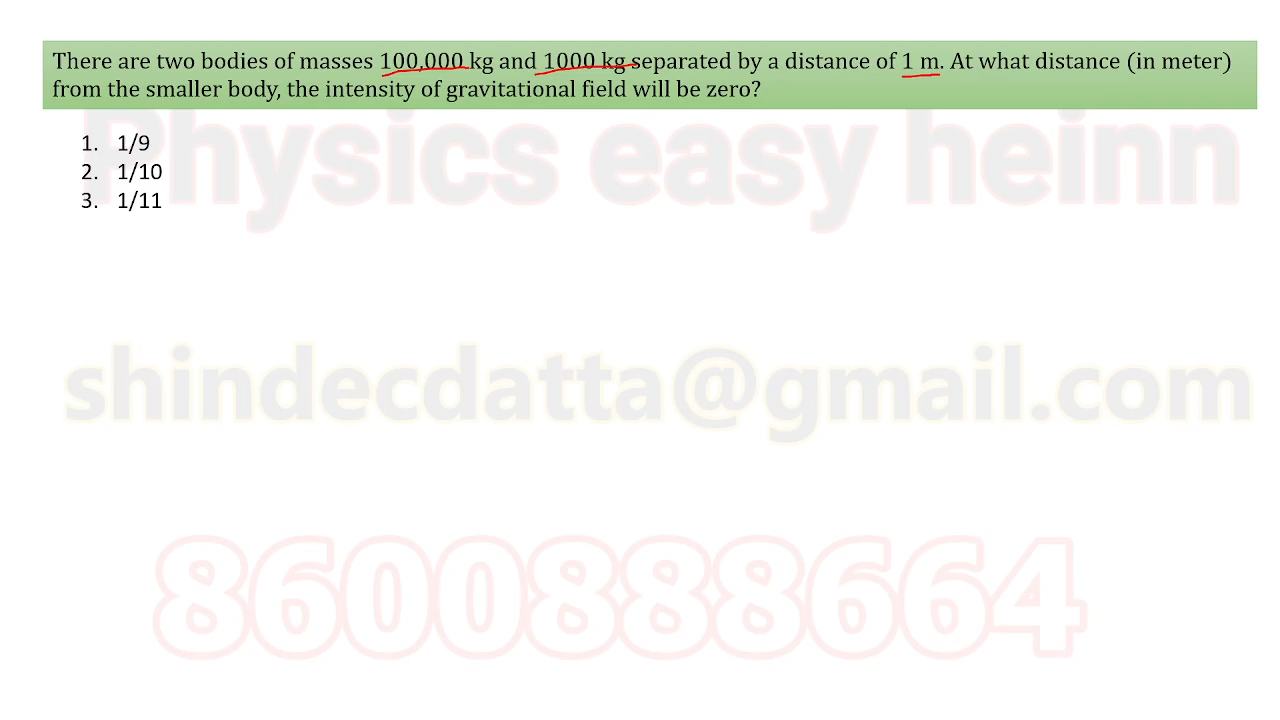 There are two bodies of masses 100,000 kg and 1000 kg separated by a distance of 1 m. At what distance (in meter)
from the smaller body, the intensity of gravitational field will be zero?
1. 1/9
2. 1/10
3. 1/11
Physics easy heinn
shindecdatta@gmail.com
8600888664